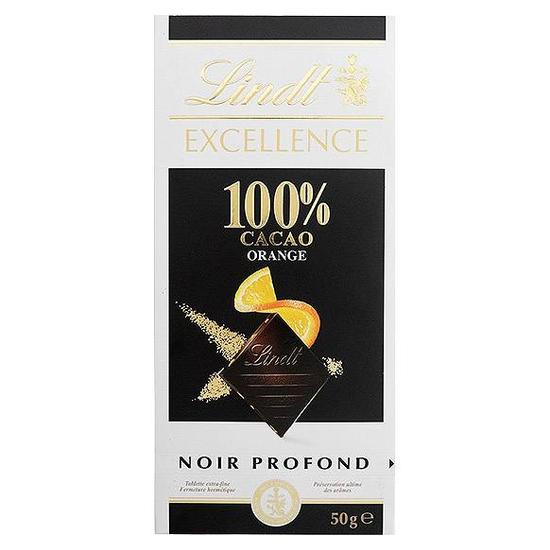 Lindt
EXCELLENCE
100%
CACAO
ORANGE
Lindt
NOIR PROFOND
Tablette extra-fine
Fermeture hermétique
Préservation ultime
des arômes
50g e